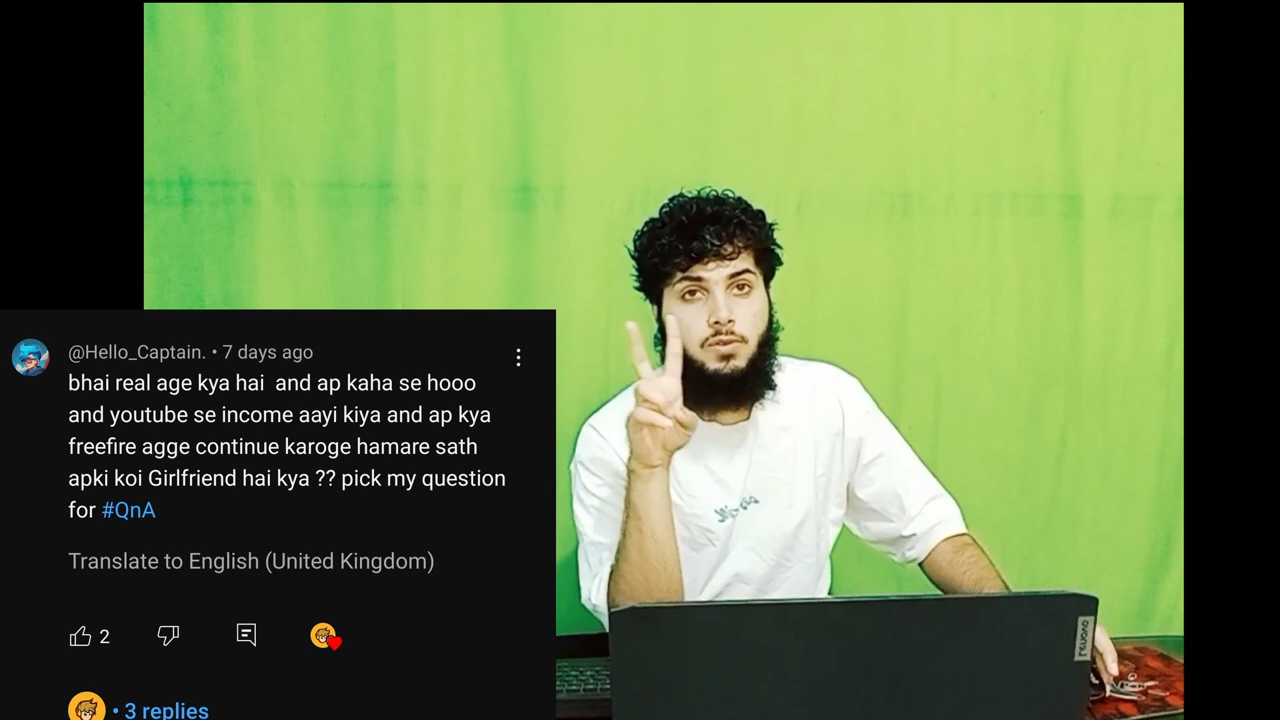 @Hello_Captain. • 7 days ago
bhai real age kya hai  and ap kaha se hooo
and youtube se income aayi kiya and ap kya
freefire agge continue karoge hamare sath
apki koi Girlfriend hai kya ?? pick my question
for #QnA
Translate to English (United Kingdom)
2
• 3 replies
Lenovo